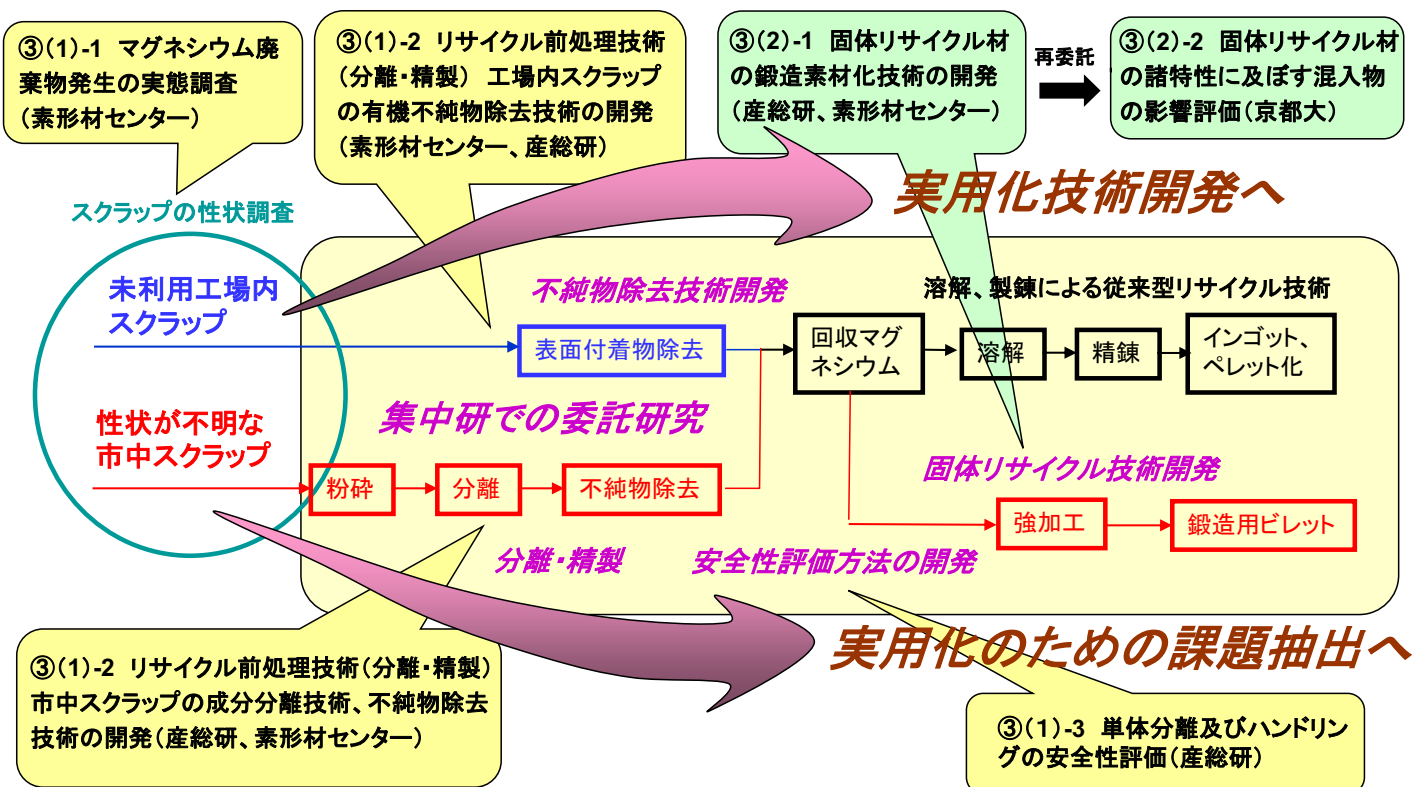 ③(1)-1 マグネシウム廃
棄物発生の実態調査
(素形材センター)
③(1)-2 リサイクル前処理技術
(分離・精製) 工場内スクラップ
の有機不純物除去技術の開発
(素形材センター、産総研)
③(2)-1 固体リサイクル材
の鍛造素材化技術の開発
(産総研、素形材センター)
再委託
③(2)-2 固体リサイクル材
の諸特性に及ぼす混入物
の影響評価(京都大)
実用化技術開発へ
スクラップの性状調査
未利用工場内
スクラップ
不純物除去技術開発
溶解、製錬による従来型リサイクル技術
表面付着物除去
回収マグ
ネシウム
溶解
精錬
インゴット、
ペレット化
集中研での委託研究
性状が不明な
市中スクラップ
粉砕
分離
不純物除去
固体リサイクル技術開発
強加工
鍛造用ビレット
分離・精製
安全性評価方法の開発
実用化のための課題抽出へ
③(1)-2 リサイクル前処理技術(分離・精製)
市中スクラップの成分分離技術、不純物除去
技術の開発(産総研、素形材センター)
③(1)-3 単体分離及びハンドリン
グの安全性評価(産総研)